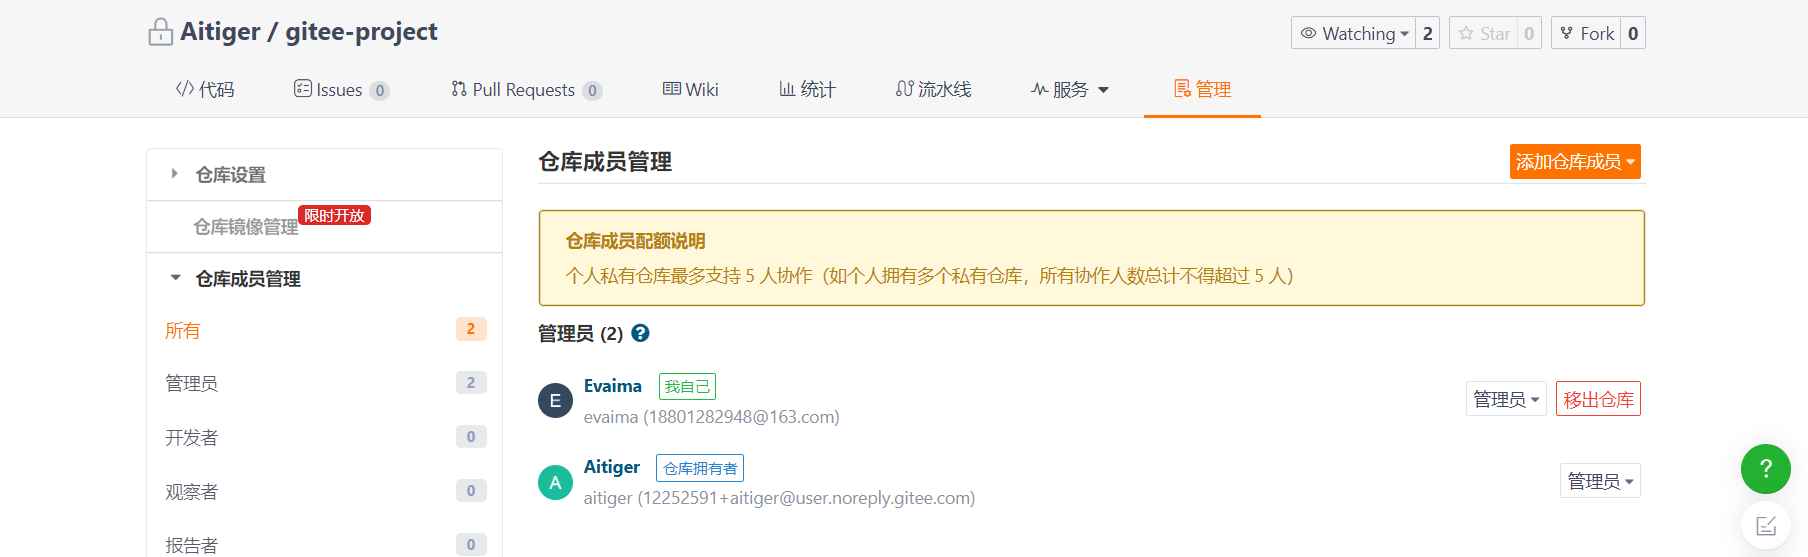 Aitiger / gitee-project
Watching 2
Star 0
Fork 0
代码
Issues 0
Pull Requests 0
Wiki
统计
流水线
服务
管理
仓库设置
仓库镜像管理
限时开放
仓库成员管理
所有 2
管理员 2
开发者 0
观察者 0
报告者 0
仓库成员管理
添加仓库成员
仓库成员配额说明
个人私有仓库最多支持 5 人协作（如个人拥有多个私有仓库，所有协作人数总计不得超过 5 人）
管理员 (2) ?
E
Evaima 我自己
evaima (18801282948@163.com)
管理员
移出仓库
A
Aitiger 仓库拥有者
aitiger (12252591+aitiger@user.noreply.gitee.com)
管理员
?